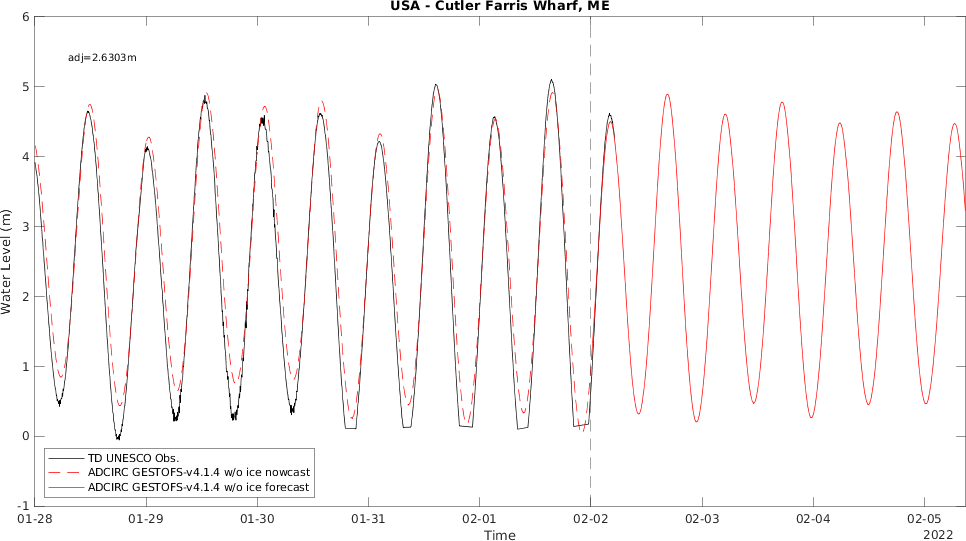 USA - Cutler Farris Wharf, ME
adj=2.6303m
6
5
4
3
2
1
0
-1
Water Level (m)
TD UNESCO Obs.
ADCIRC GESTOFS-v4.1.4 w/o ice nowcast
ADCIRC GESTOFS-v4.1.4 w/o ice forecast
01-28 01-29 01-30 01-31 02-01 02-02 02-03 02-04 02-05
Time
2022